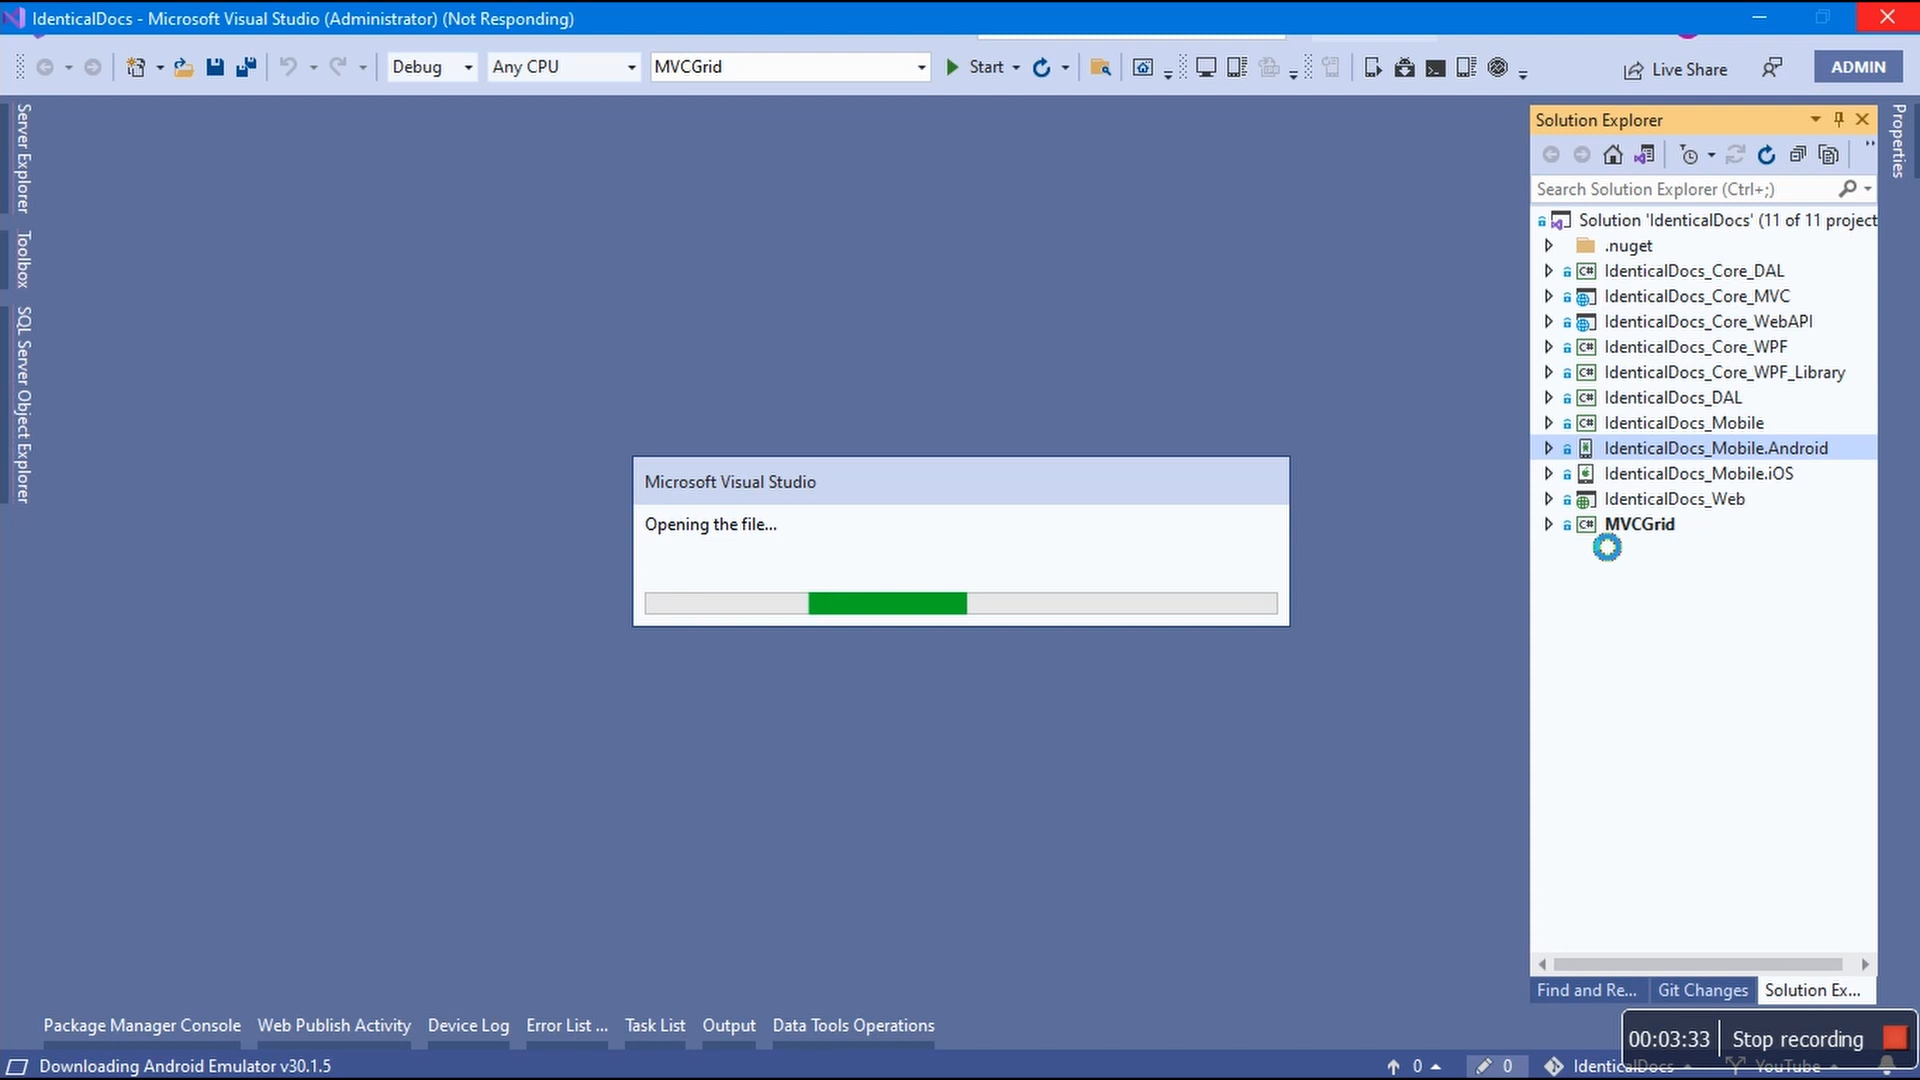 IdenticalDocs - Microsoft Visual Studio (Administrator) (Not Responding)
Debug
Any CPU
MVCGrid
Start
Live Share
ADMIN
Server Explorer
Toolbox
SQL Server Object Explorer
Solution Explorer
Properties
Search Solution Explorer (Ctrl+;)
Solution 'IdenticalDocs' (11 of 11 project
.nuget
IdenticalDocs_Core_DAL
IdenticalDocs_Core_MVC
IdenticalDocs_Core_WebAPI
IdenticalDocs_Core_WPF
IdenticalDocs_Core_WPF_Library
IdenticalDocs_DAL
IdenticalDocs_Mobile
IdenticalDocs_Mobile.Android
IdenticalDocs_Mobile.iOS
IdenticalDocs_Web
MVCGrid
Microsoft Visual Studio
Opening the file...
Find and Re... Git Changes Solution Ex...
Package Manager Console Web Publish Activity Device Log Error List ... Task List Output Data Tools Operations
00:03:33 Stop recording
Downloading Android Emulator v30.1.5
0 0 IdenticalDocs YouTube